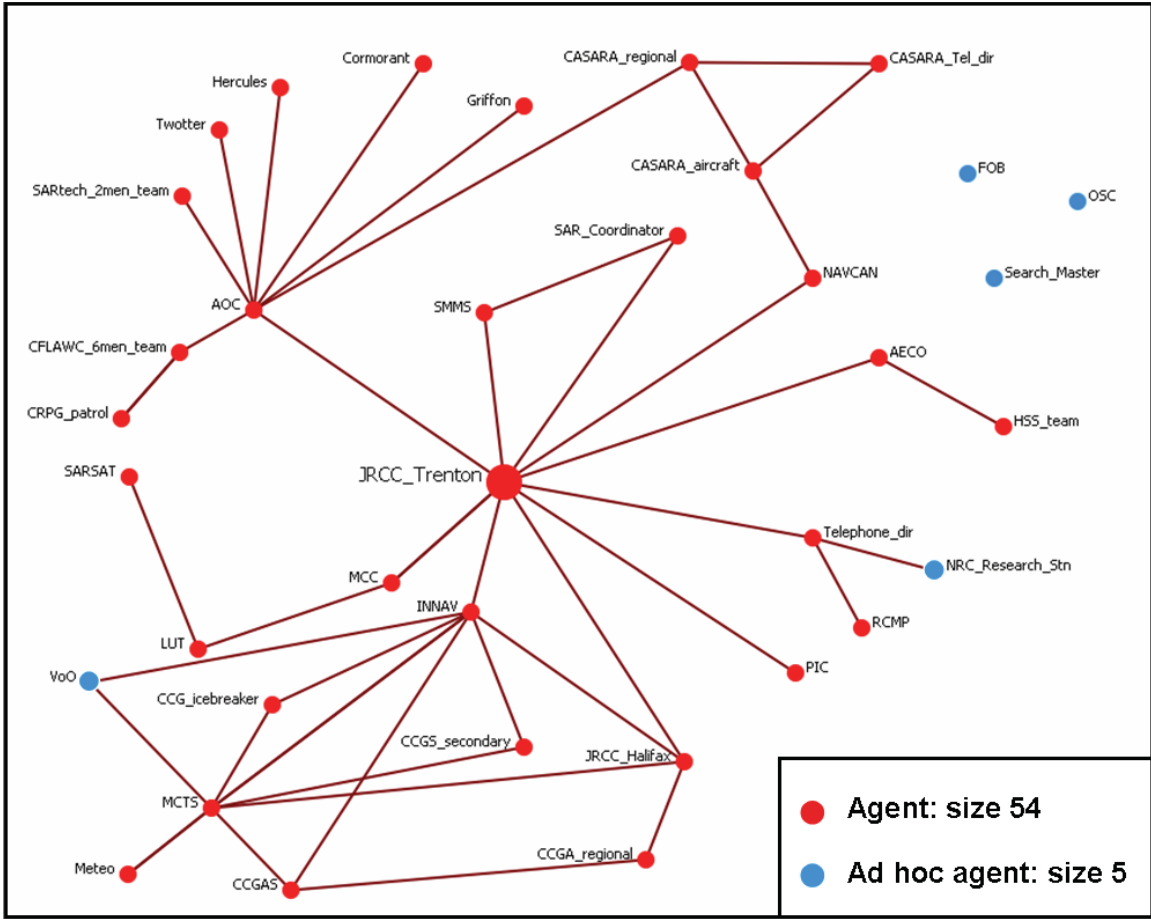 Cormorant
CASARA_regional
CASARA_Tel_dir
Hercules
Griffon
Twotter
CASARA_aircraft
FOB
SARtech_2men_team
OSC
SAR_Coordinator
NAVCAN
Search_Master
AOC
SMMS
CFLAWC_6men_team
AECO
CRPG_patrol
HSS_team
SARSAT
JRCC_Trenton
Telephone_dir
NRC_Research_Stn
MCC
INNAV
RCMP
LUT
PIC
VoO
CCG_icebreaker
CCGS_secondary
JRCC_Halifax
MCTS
Agent: size 54
CCGA_regional
Meteo
CCGAS
Ad hoc agent: size 5